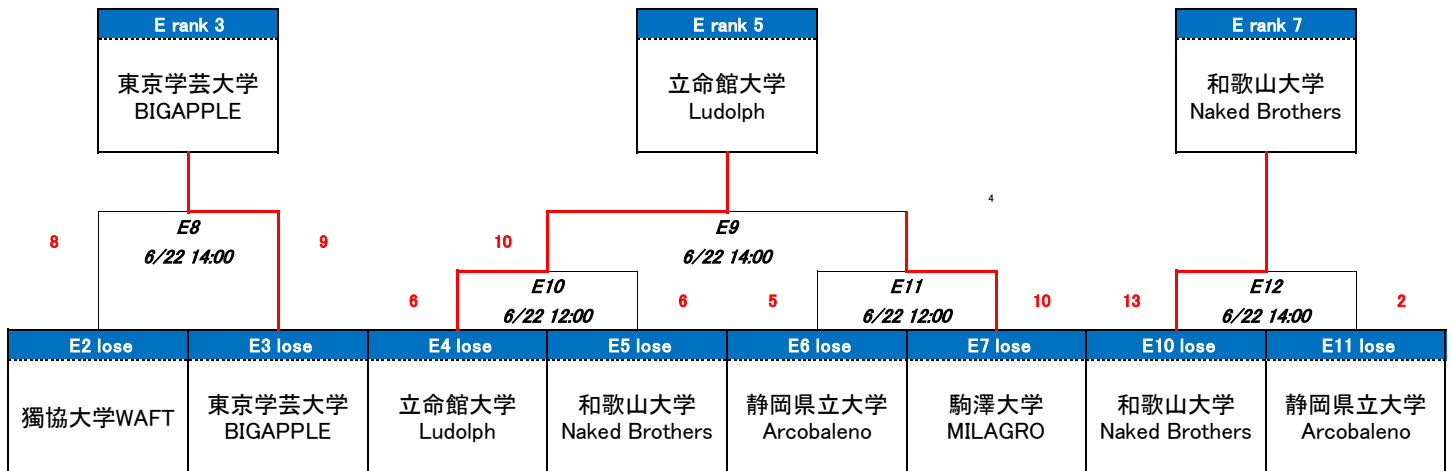 E rank 3
E rank 5
E rank 7
東京学芸大学
BIGAPPLE
立命館大学
Ludolph
和歌山大学
Naked Brothers
4
8
E8
6/22 14:00
9
10
E9
6/22 14:00
6
E10
6/22 12:00
6
5
E11
6/22 12:00
10
13
E12
6/22 14:00
2
E2 lose
E3 lose
E4 lose
E5 lose
E6 lose
E7 lose
E10 lose
E11 lose
獨協大学WAFT
東京学芸大学
BIGAPPLE
立命館大学
Ludolph
和歌山大学
Naked Brothers
静岡県立大学
Arcobaleno
駒澤大学
MILAGRO
和歌山大学
Naked Brothers
静岡県立大学
Arcobaleno